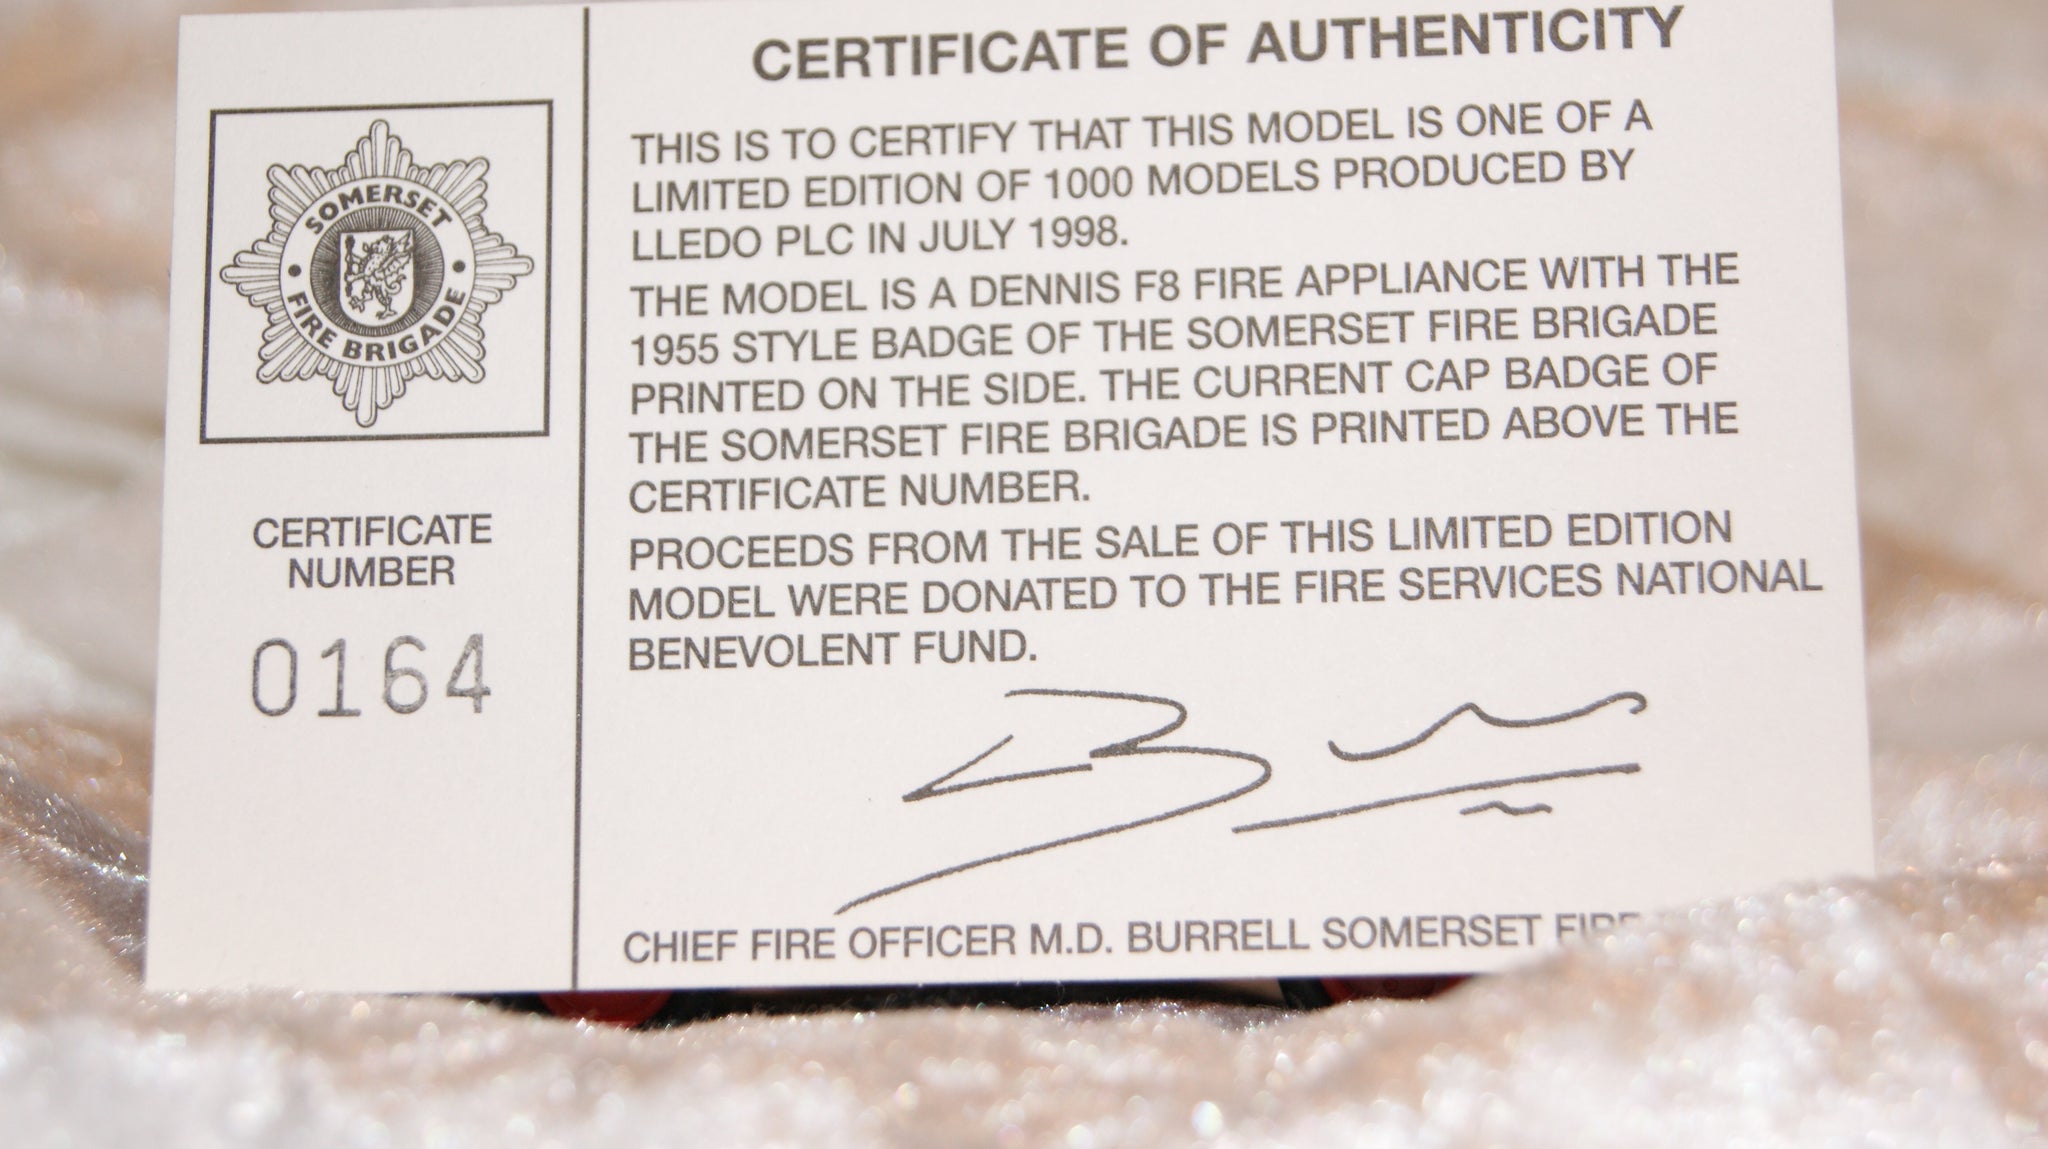 SOMERSET
FIRE BRIGADE
CERTIFICATE
NUMBER
0164
CERTIFICATE OF AUTHENTICITY
THIS IS TO CERTIFY THAT THIS MODEL IS ONE OF A
LIMITED EDITION OF 1000 MODELS PRODUCED BY
LLEDO PLC IN JULY 1998.
THE MODEL IS A DENNIS F8 FIRE APPLIANCE WITH THE
1955 STYLE BADGE OF THE SOMERSET FIRE BRIGADE
PRINTED ON THE SIDE. THE CURRENT CAP BADGE OF
THE SOMERSET FIRE BRIGADE IS PRINTED ABOVE THE
CERTIFICATE NUMBER.
PROCEEDS FROM THE SALE OF THIS LIMITED EDITION
MODEL WERE DONATED TO THE FIRE SERVICES NATIONAL
BENEVOLENT FUND.
CHIEF FIRE OFFICER M.D. BURRELL SOMERSET FIRE